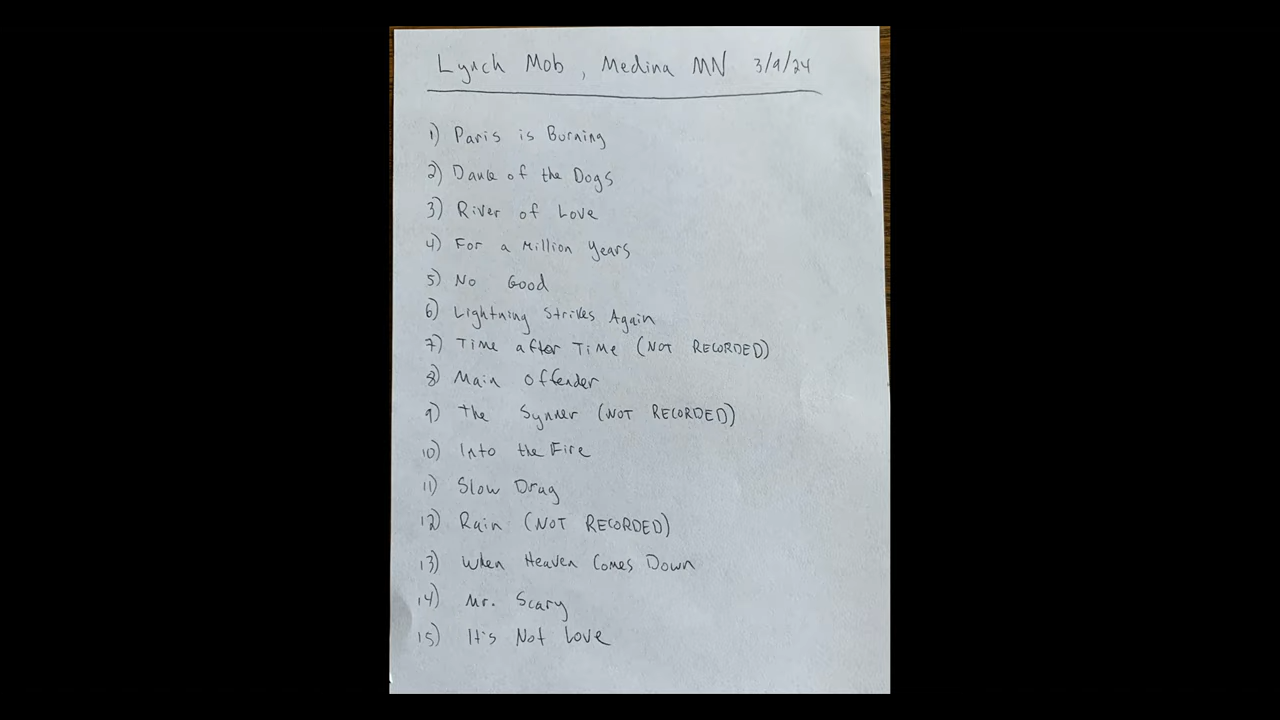 Lynch Mob, Medina MN 3/9/24
1) Paris is Burning
2) Dance of the Dogs
3) River of Love
4) For a Million Years
5) No Good
6) Lightning Strikes Again
7) Time after Time (NOT RECORDED)
8) Main Offender
9) The Synner (NOT RECORDED)
10) Into the Fire
11) Slow Drag
12) Rain (NOT RECORDED)
13) When Heaven Comes Down
14) Mr. Scary
15) It's Not Love